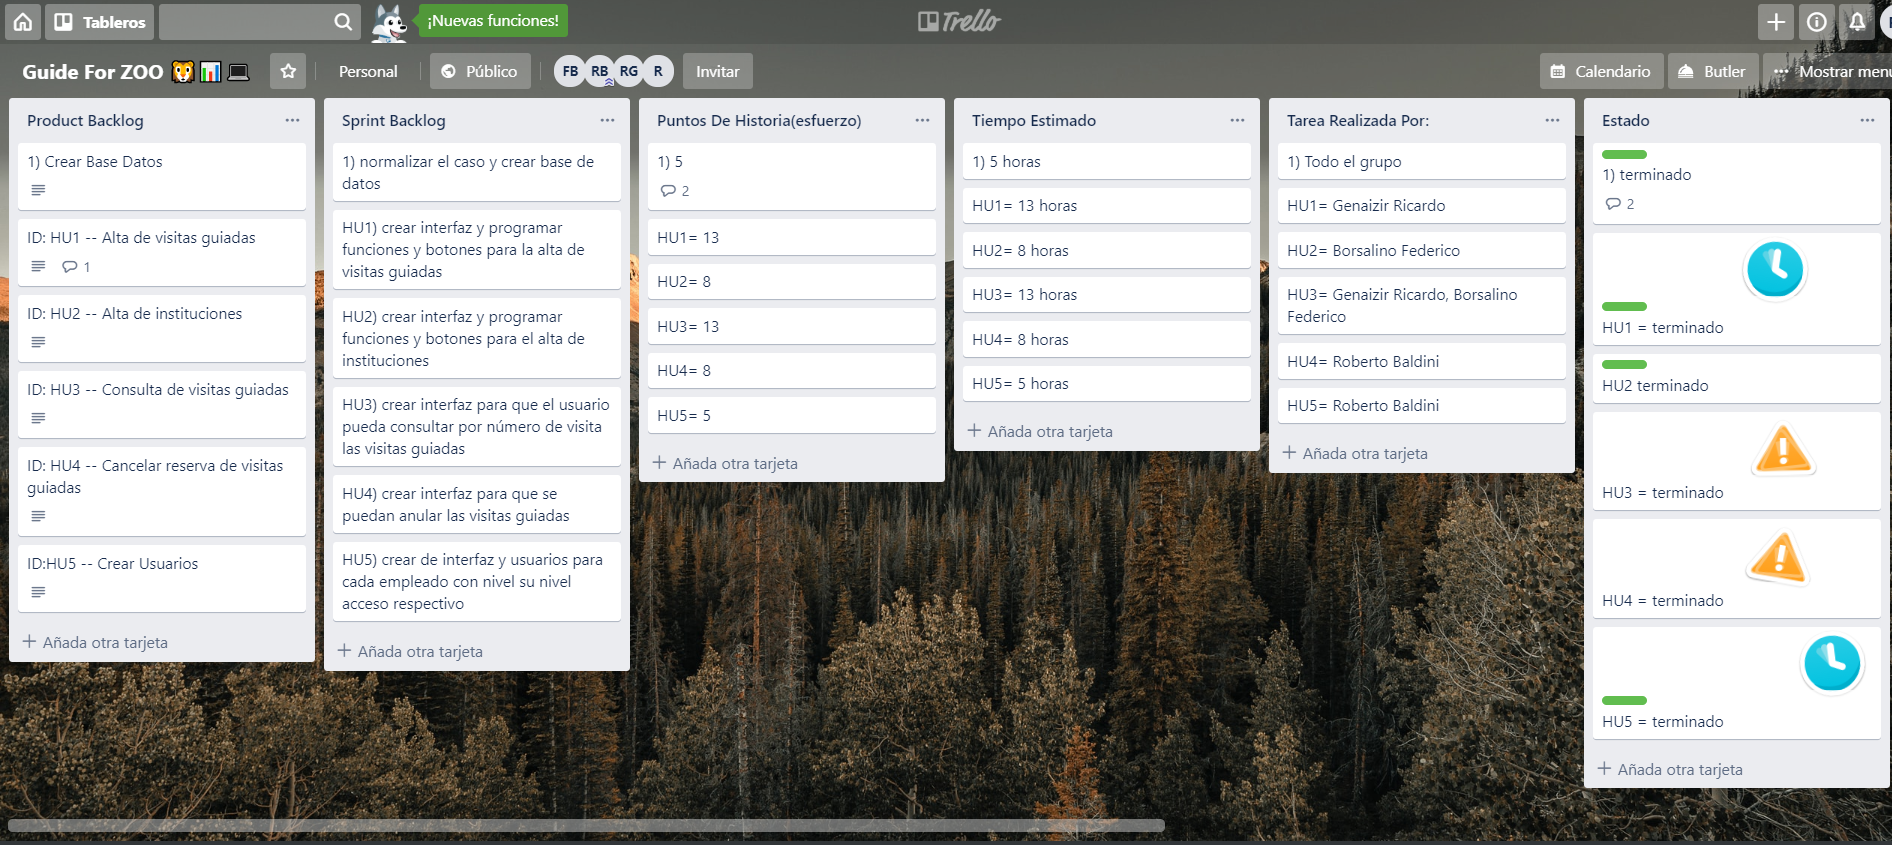 Tableros
¡Nuevas funciones!
Trello
Guide For ZOO
Personal
Público
FB RB RG R
Invitar
Calendario
Butler
Mostrar menú
Product Backlog
1) Crear Base Datos
ID: HU1 -- Alta de visitas guiadas
1
ID: HU2 -- Alta de instituciones
ID: HU3 -- Consulta de visitas guiadas
ID: HU4 -- Cancelar reserva de visitas
guiadas
ID:HU5 -- Crear Usuarios
+ Añada otra tarjeta
Sprint Backlog
1) normalizar el caso y crear base de
datos
HU1) crear interfaz y programar
funciones y botones para la alta de
visitas guiadas
HU2) crear interfaz y programar
funciones y botones para el alta de
instituciones
HU3) crear interfaz para que el usuario
pueda consultar por número de visita
las visitas guiadas
HU4) crear interfaz para que se
puedan anular las visitas guiadas
HU5) crear de interfaz y usuarios para
cada empleado con nivel su nivel
acceso respectivo
+ Añada otra tarjeta
Puntos De Historia(esfuerzo)
1) 5
2
HU1= 13
HU2= 8
HU3= 13
HU4= 8
HU5= 5
+ Añada otra tarjeta
Tiempo Estimado
1) 5 horas
HU1= 13 horas
HU2= 8 horas
HU3= 13 horas
HU4= 8 horas
HU5= 5 horas
+ Añada otra tarjeta
Tarea Realizada Por:
1) Todo el grupo
HU1= Genaizir Ricardo
HU2= Borsalino Federico
HU3= Genaizir Ricardo, Borsalino
Federico
HU4= Roberto Baldini
HU5= Roberto Baldini
+ Añada otra tarjeta
Estado
1) terminado
2
HU1 = terminado
HU2 terminado
HU3 = terminado
HU4 = terminado
HU5 = terminado
+ Añada otra tarjeta